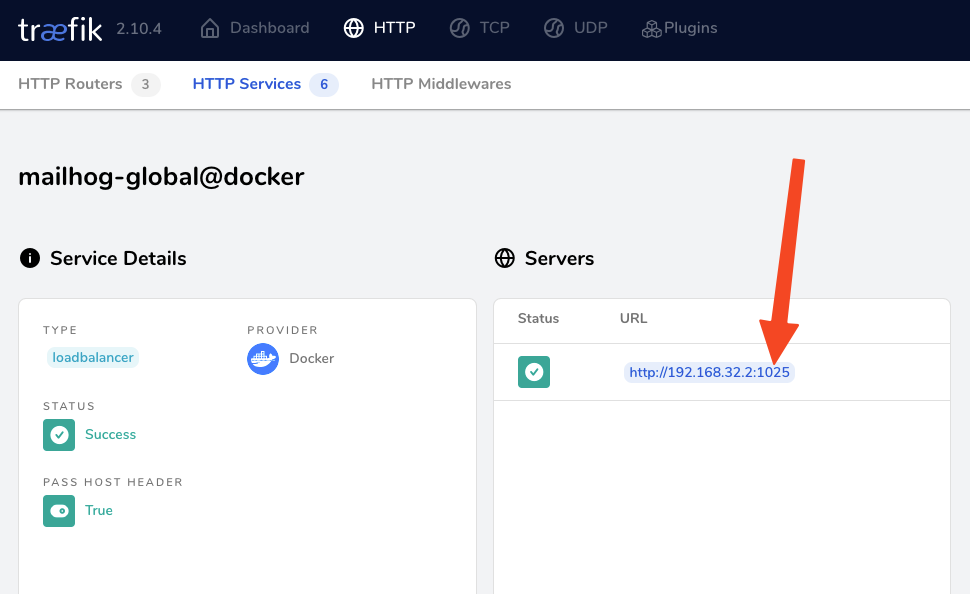 træfik 2.10.4 Dashboard HTTP TCP UDP Plugins
HTTP Routers 3 HTTP Services 6 HTTP Middlewares
mailhog-global@docker
Service Details
TYPE PROVIDER
loadbalancer Docker
STATUS
Success
PASS HOST HEADER
True
Servers
Status URL
http://192.168.32.2:1025